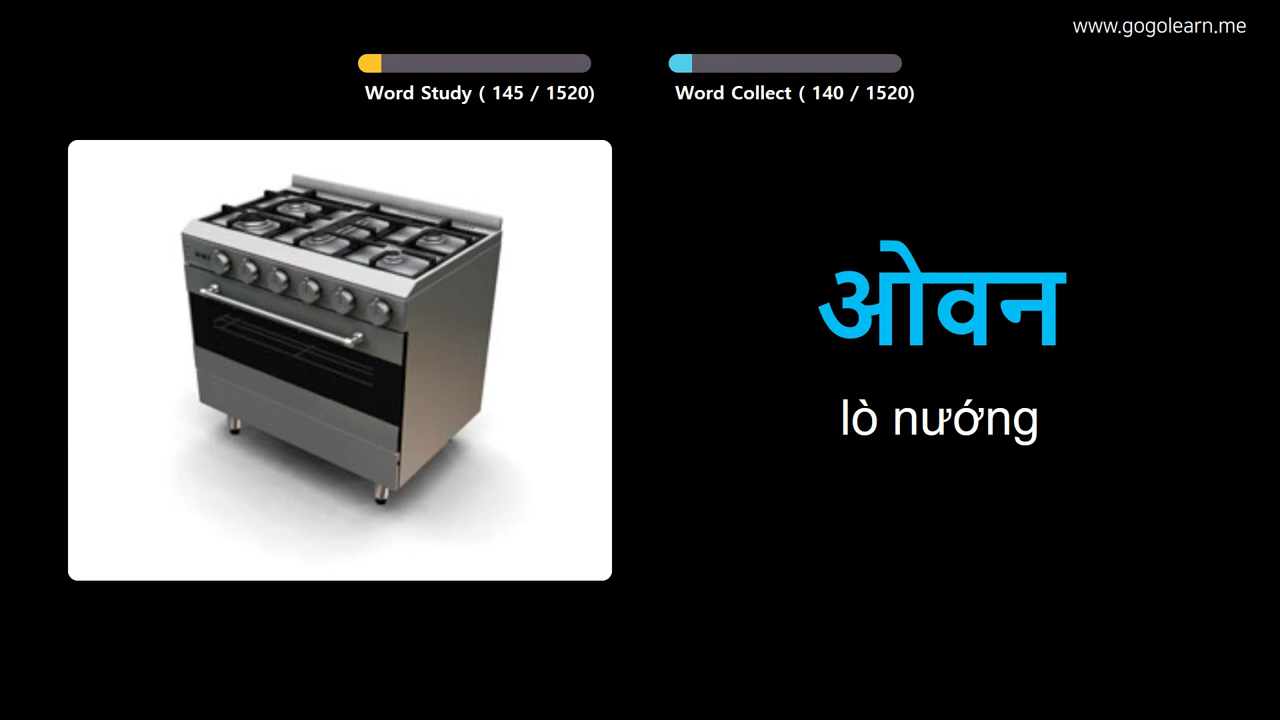 www.gogolearn.me
Word Study ( 145 / 1520)
Word Collect ( 140 / 1520)
ओवन
lò nướng